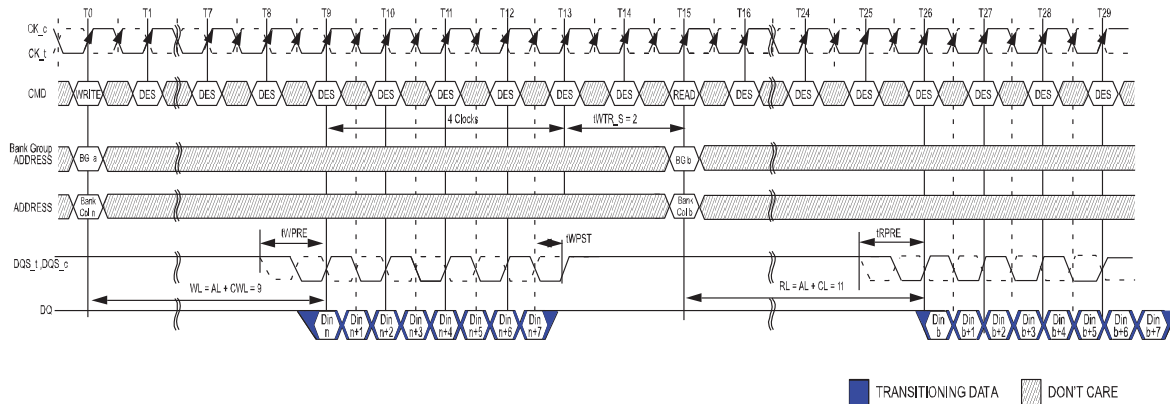 T0 T1 T7 T8 T9 T10 T11 T12 T13 T14 T15 T16 T24 T25 T26 T27 T28 T29
CK_c
CK_t
CMD WRITE DES DES DES DES DES DES DES DES DES READ DES DES DES DES DES DES DES
4 Clocks tWTR_S = 2
Bank Group
ADDRESS
BG a BG b
ADDRESS
Bank
Col n
Bank
Col b
tWPRE tWPST tRPRE
DQS_t ,DQS_c
WL = AL + CWL = 9 RL = AL + CL = 11
DQ
Din Din Din Din Din Din Din Din Din Din Din Din Din Din Din Din
n n+1 n+2 n+3 n+4 n+5 n+6 n+7 b b+1 b+2 b+3 b+4 b+5 b+6 b+7
TRANSITIONING DATA DON'T CARE